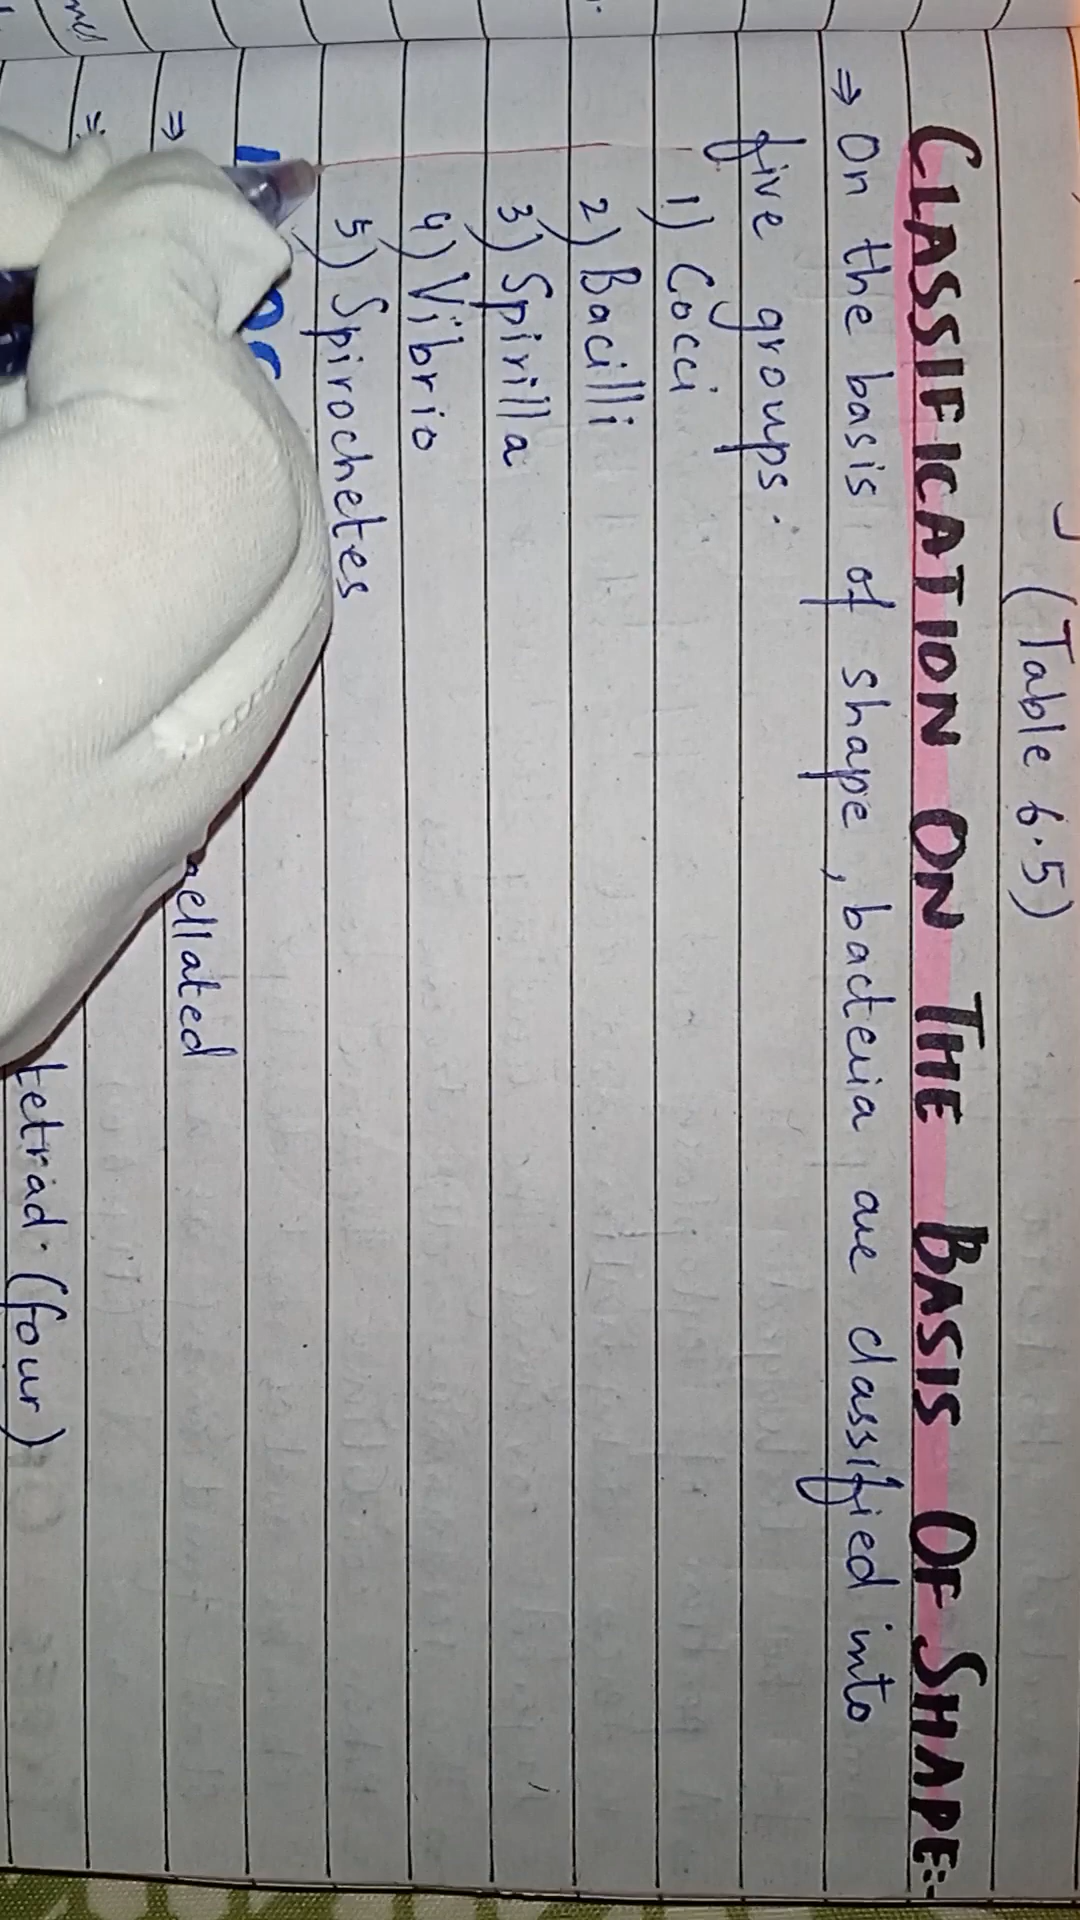 (Table 6.5)
CLASSIFICATION ON THE BASIS OF SHAPE:-
⇒ On the basis of shape, bacteria are classified into
five groups.
1) Cocci
2) Bacilli
3) Spirilla
4) Vibrio
5) Spirochetes
⇒
tetrad. (four)